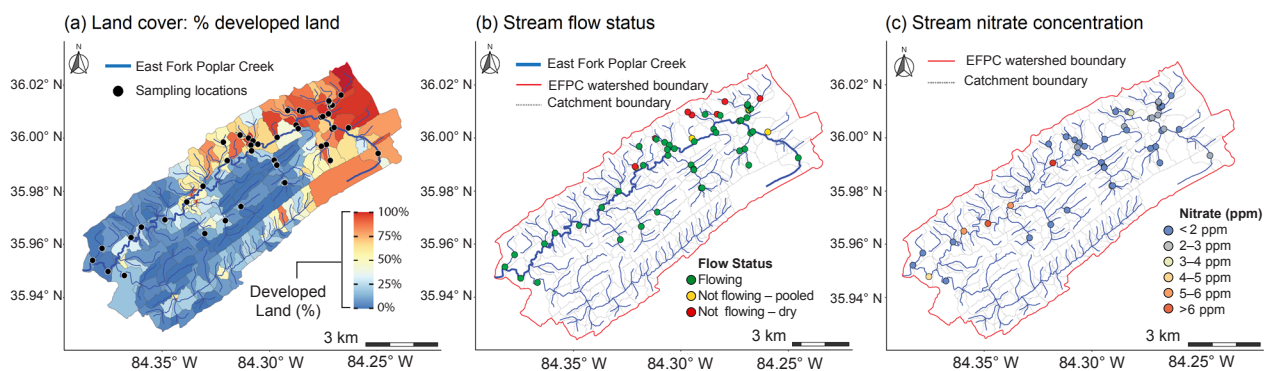 (a) Land cover: % developed land
N
East Fork Poplar Creek
Sampling locations
36.02° N
36.00° N
35.98° N
35.96° N
35.94° N
100%
75%
50%
25%
0%
Developed
Land (%)
3 km
84.35° W
84.30° W
84.25° W
(b) Stream flow status
N
East Fork Poplar Creek
EFPC watershed boundary
Catchment boundary
36.02° N
36.00° N
35.98° N
35.96° N
35.94° N
Flow Status
Flowing
Not flowing – pooled
Not flowing – dry
3 km
84.35° W
84.30° W
84.25° W
(c) Stream nitrate concentration
N
EFPC watershed boundary
Catchment boundary
36.02° N
36.00° N
35.98° N
35.96° N
35.94° N
Nitrate (ppm)
< 2 ppm
2–3 ppm
3–4 ppm
4–5 ppm
5–6 ppm
>6 ppm
3 km
84.35° W
84.30° W
84.25° W